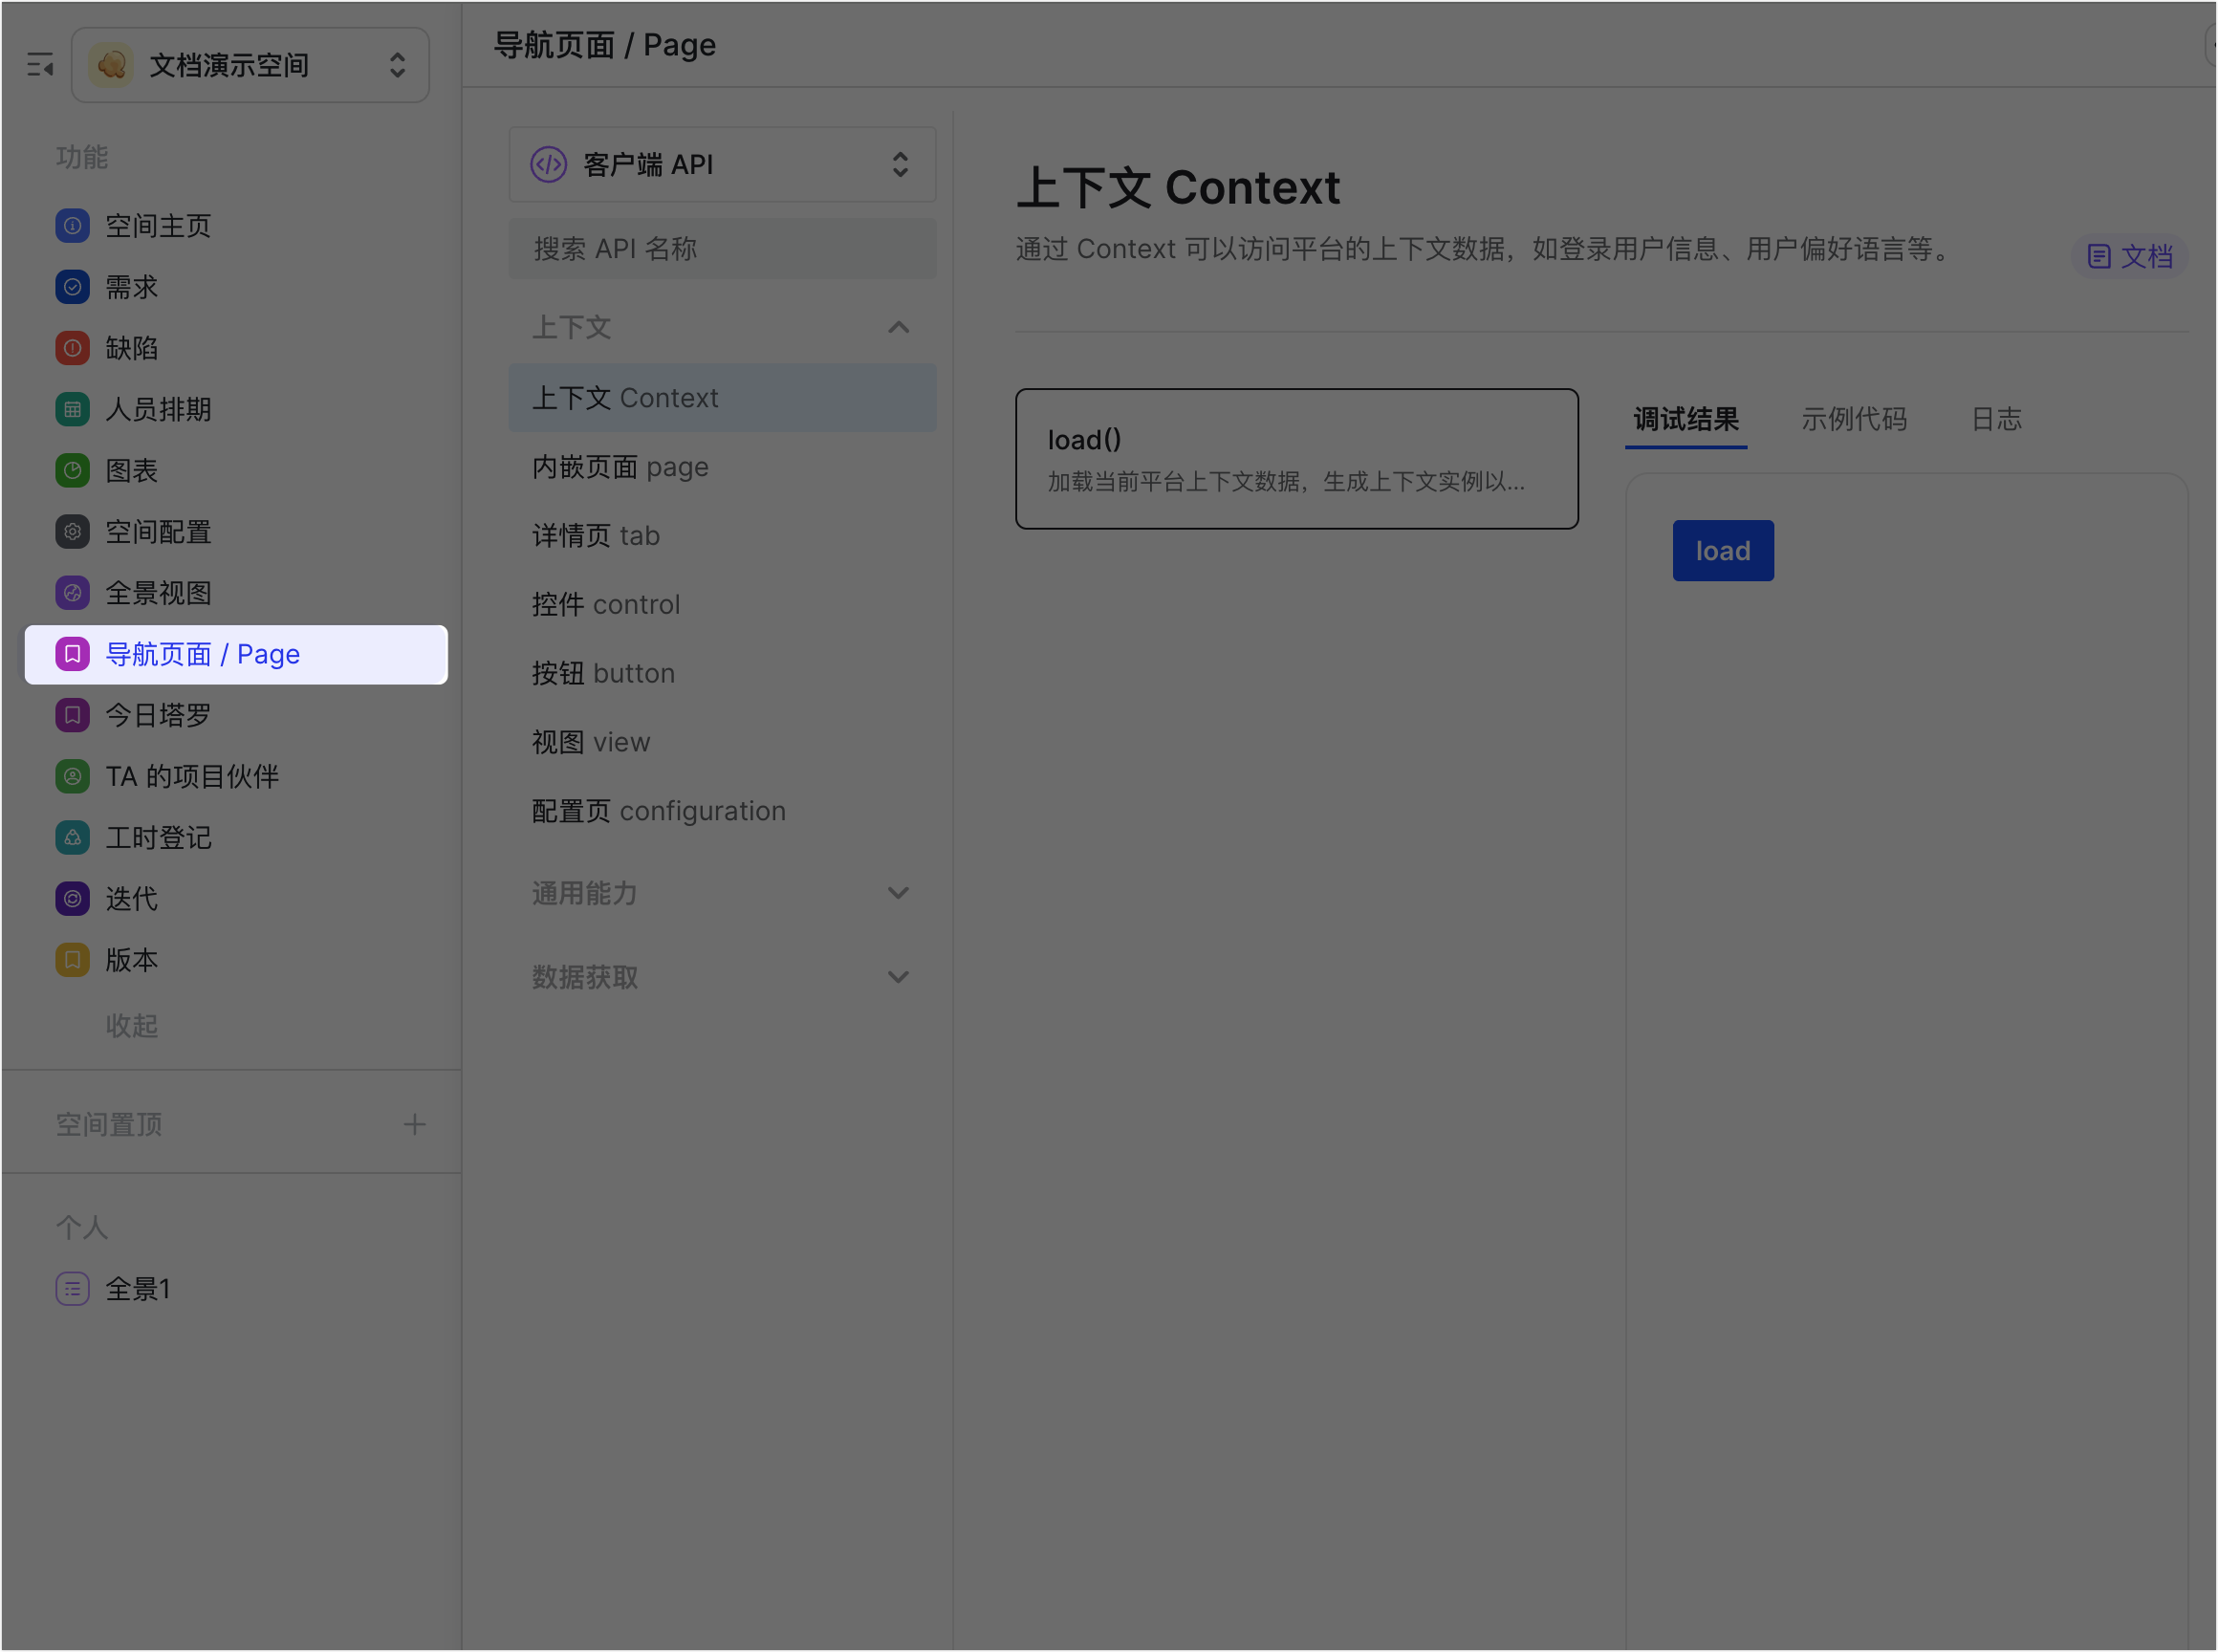 文档演示空间
功能
空间主页
需求
缺陷
人员排期
图表
空间配置
全景视图
导航页面 / Page
今日塔罗
TA 的项目伙伴
工时登记
迭代
版本
收起
空间置顶
个人
全景1
导航页面 / Page
客户端 API
搜索 API 名称
上下文
上下文 Context
内嵌页面 page
详情页 tab
控件 control
按钮 button
视图 view
配置页 configuration
通用能力
数据获取
上下文 Context
通过 Context 可以访问平台的上下文数据，如登录用户信息、用户偏好语言等。
文档
load()
加载当前平台上下文数据，生成上下文实例以...
调试结果
示例代码
日志
load